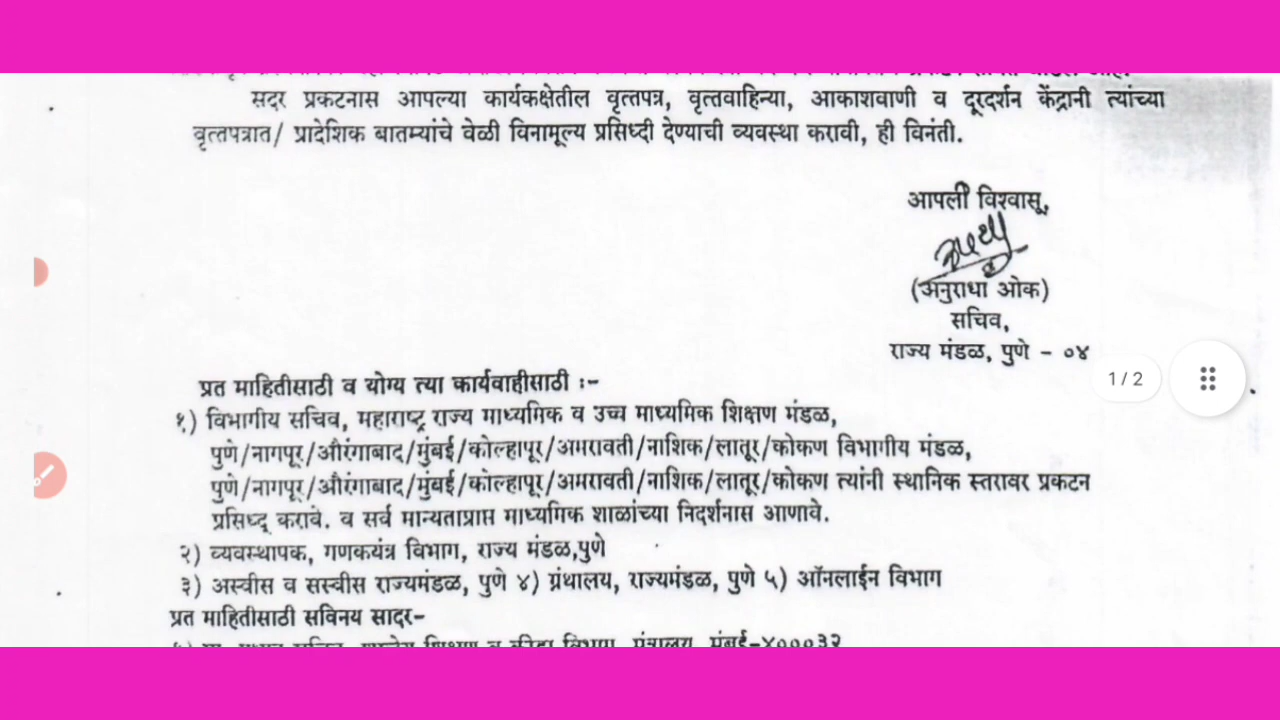 सदर प्रकटनास आपल्या कार्यकक्षेतील वृत्तपत्र, वृत्तवाहिन्या, आकाशवाणी व दूरदर्शन केंद्रानी त्यांच्या
वृत्तपत्रात/ प्रादेशिक बातम्यांचे वेळी विनामूल्य प्रसिध्दी देण्याची व्यवस्था करावी, ही विनंती.
आपली विश्वासू,
(अनुराधा ओक)
सचिव,
राज्य मंडळ, पुणे - ०४
1 / 2
प्रत माहितीसाठी व योग्य त्या कार्यवाहीसाठी :-
१) विभागीय सचिव, महाराष्ट्र राज्य माध्यमिक व उच्च माध्यमिक शिक्षण मंडळ,
पुणे/नागपूर/औरंगाबाद/मुंबई/कोल्हापूर/अमरावती/नाशिक/लातूर/कोकण विभागीय मंडळ,
पुणे/नागपूर/औरंगाबाद/मुंबई/कोल्हापूर/अमरावती/नाशिक/लातूर/कोकण त्यांनी स्थानिक स्तरावर प्रकटन
प्रसिध्द् करावे. व सर्व मान्यताप्राप्त माध्यमिक शाळांच्या निदर्शनास आणावे.
२) व्यवस्थापक, गणकयंत्र विभाग, राज्य मंडळ,पुणे
३) अस्वीस व सस्वीस राज्यमंडळ, पुणे ४) ग्रंथालय, राज्यमंडळ, पुणे ५) ऑनलाईन विभाग
प्रत माहितीसाठी सविनय सादर-
मंत्रालय, मुंबई-४०००३२